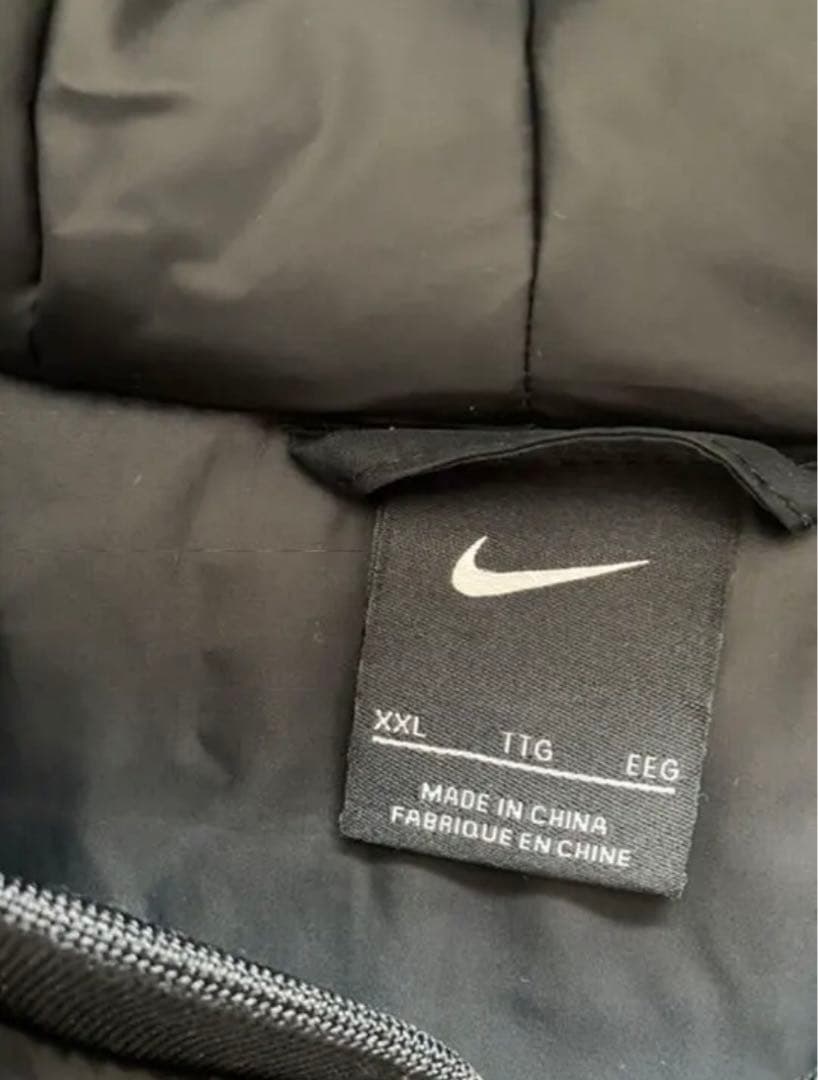 XXL TTG EEG
MADE IN CHINA
FABRIQUE EN CHINE